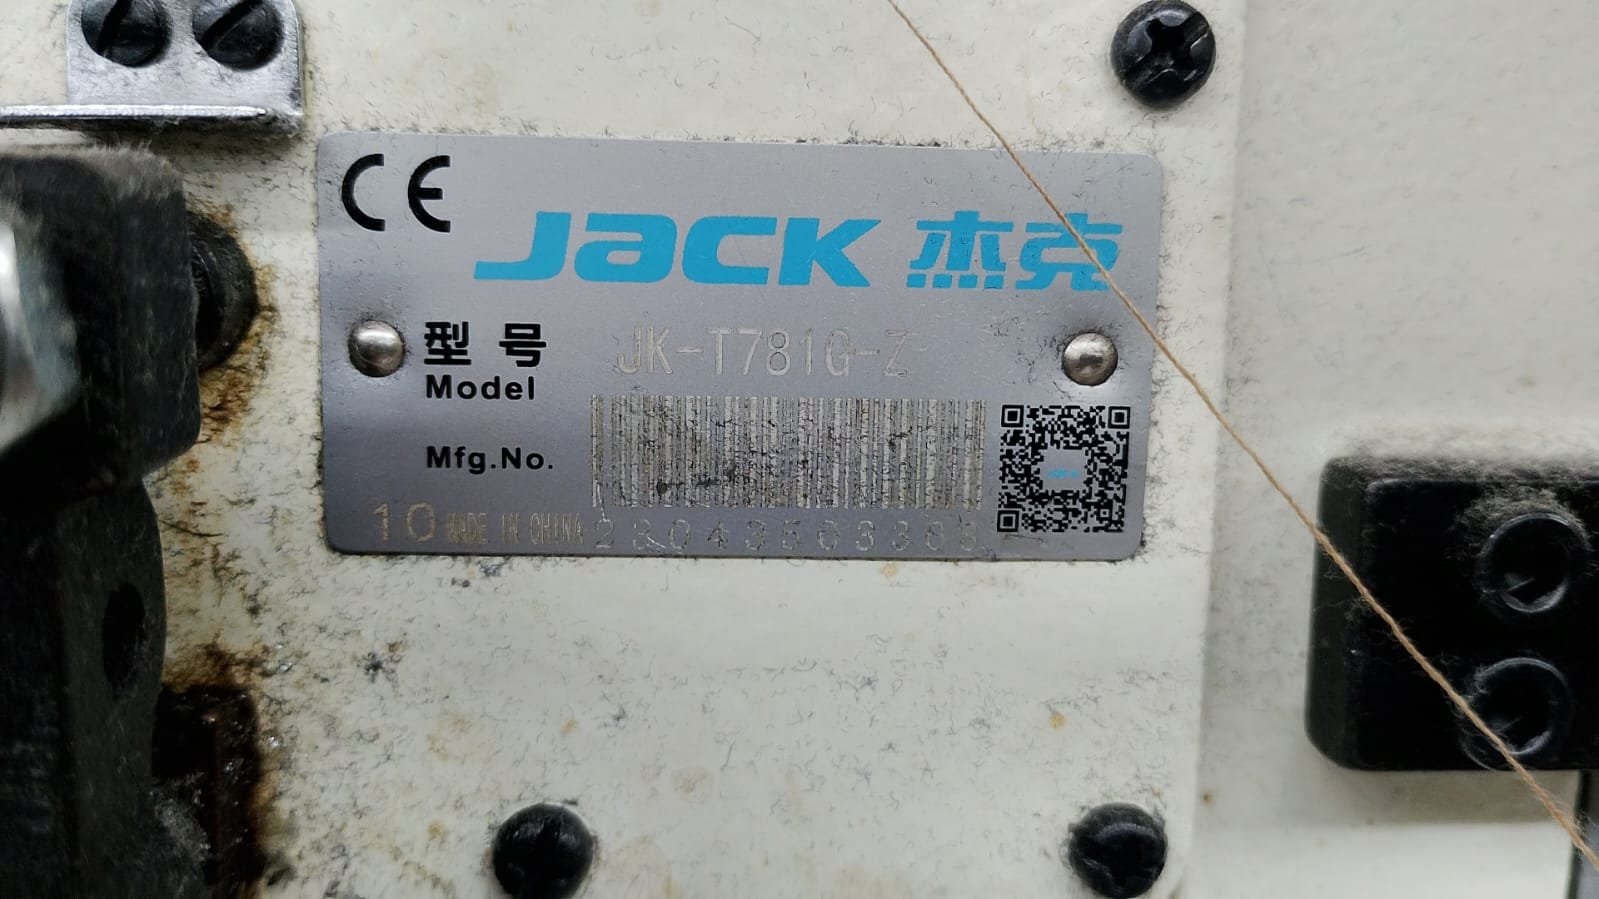 CE
JACK 杰克
型号 JK-T781G-Z
Model
Mfg.No.
10 MADE IN CHINA